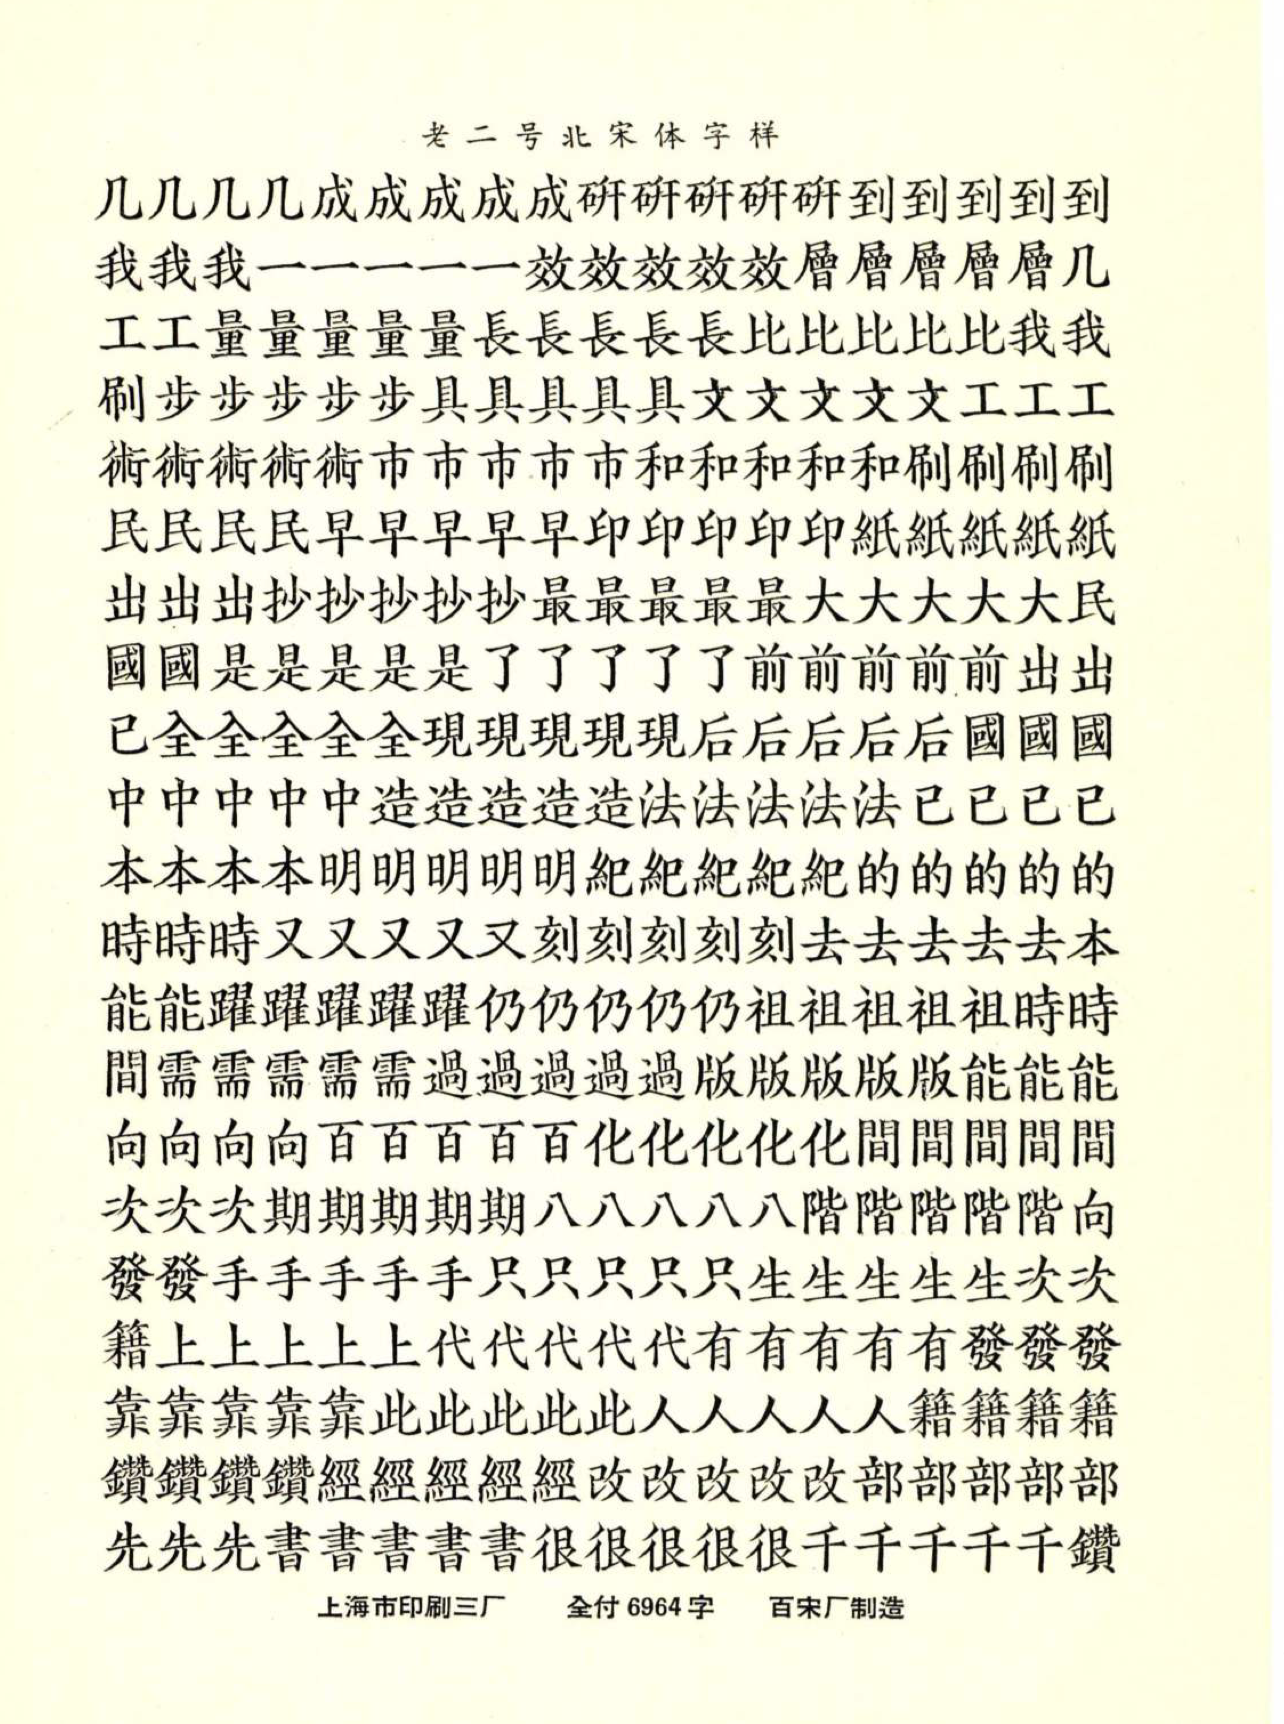 老二号北宋体字样
几几几几成成成成成研研研研研到到到到到
我我我一一一一一效效效效效層層層層層几
工工量量量量量長長長長長比比比比比我我
刷步步步步步具具具具具文文文文文工工工
術術術術術市市市市市和和和和和刷刷刷刷
民民民民早早早早早印印印印印紙紙紙紙紙
出出出抄抄抄抄抄最最最最最大大大大大民
國國是是是是是了了了了了前前前前前出出
已全全全全全現現現現現后后后后后國國國
中中中中中造造造造造法法法法法已已已已
本本本本明明明明明紀紀紀紀紀的的的的的
時時時又又又又又刻刻刻刻刻去去去去去本
能能躍躍躍躍躍仍仍仍仍仍祖祖祖祖祖時時
間需需需需需過過過過過版版版版版能能能
向向向向百百百百百化化化化化間間間間間
次次次期期期期期八八八八八階階階階階向
發發手手手手手只只只只只生生生生生次次
籍上上上上上代代代代代有有有有有發發發
靠靠靠靠靠此此此此此人人人人人籍籍籍籍
鑽鑽鑽鑽經經經經經改改改改改部部部部部
先先先書書書書書很很很很很千千千千千鑽
上海市印刷三厂 全付6964字 百宋厂制造